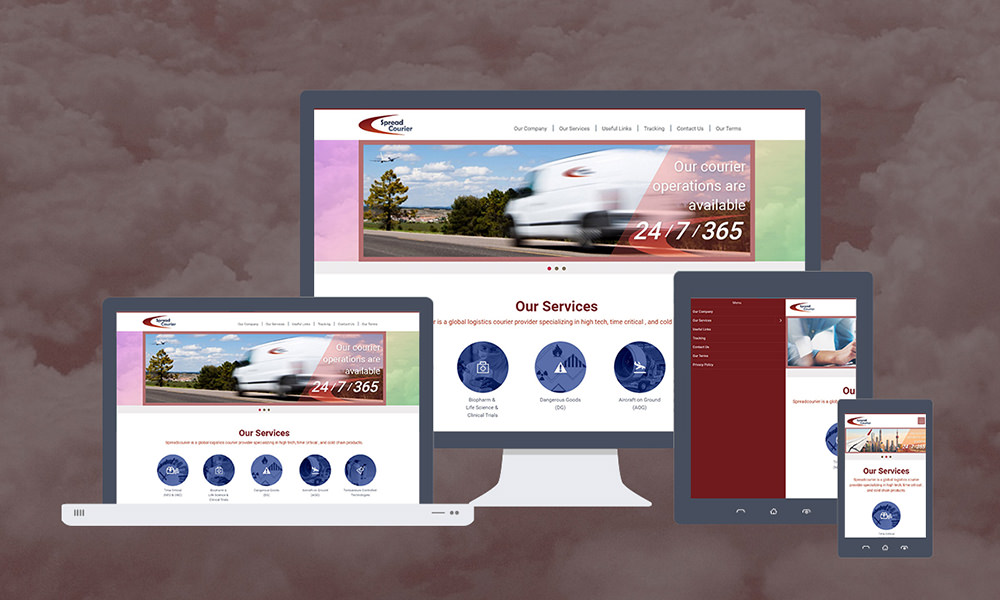 Spread
Courier
Our Company | Our Services | Useful Links | Tracking | Contact Us | Our Terms
Our courier
operations are
available
24/7/365
Our Services
er is a global logistics courier provider specializing in high tech, time critical , and cold
Biopharm &
Life Science &
Clinical Trials
Dangerous Goods
(DG)
Aircraft on Ground
(AOG)
Spread
Courier
Our Company | Our Services | Useful Links | Tracking | Contact Us | Our Terms
Our courier
operations are
available
24/7/365
Our Services
Spreadcourier is a global logistics courier provider specializing in high tech, time critical , and cold chain products.
Time Critical
Biopharm &
Life Science &
Clinical Trials
Dangerous Goods
(DG)
Aircraft on Ground
(AOG)
Temperature Controlled
Technologies
Menu
Our Company
Our Services
Useful Links
Tracking
Contact Us
Our Terms
Privacy Policy
Spread
Courier
Ou
Spreadcourier is a globa
Spread
Courier
Our Services
Spreadcourier is a global logistics courier
provider specializing in high tech, time critical
, and cold chain products.
Time Critical